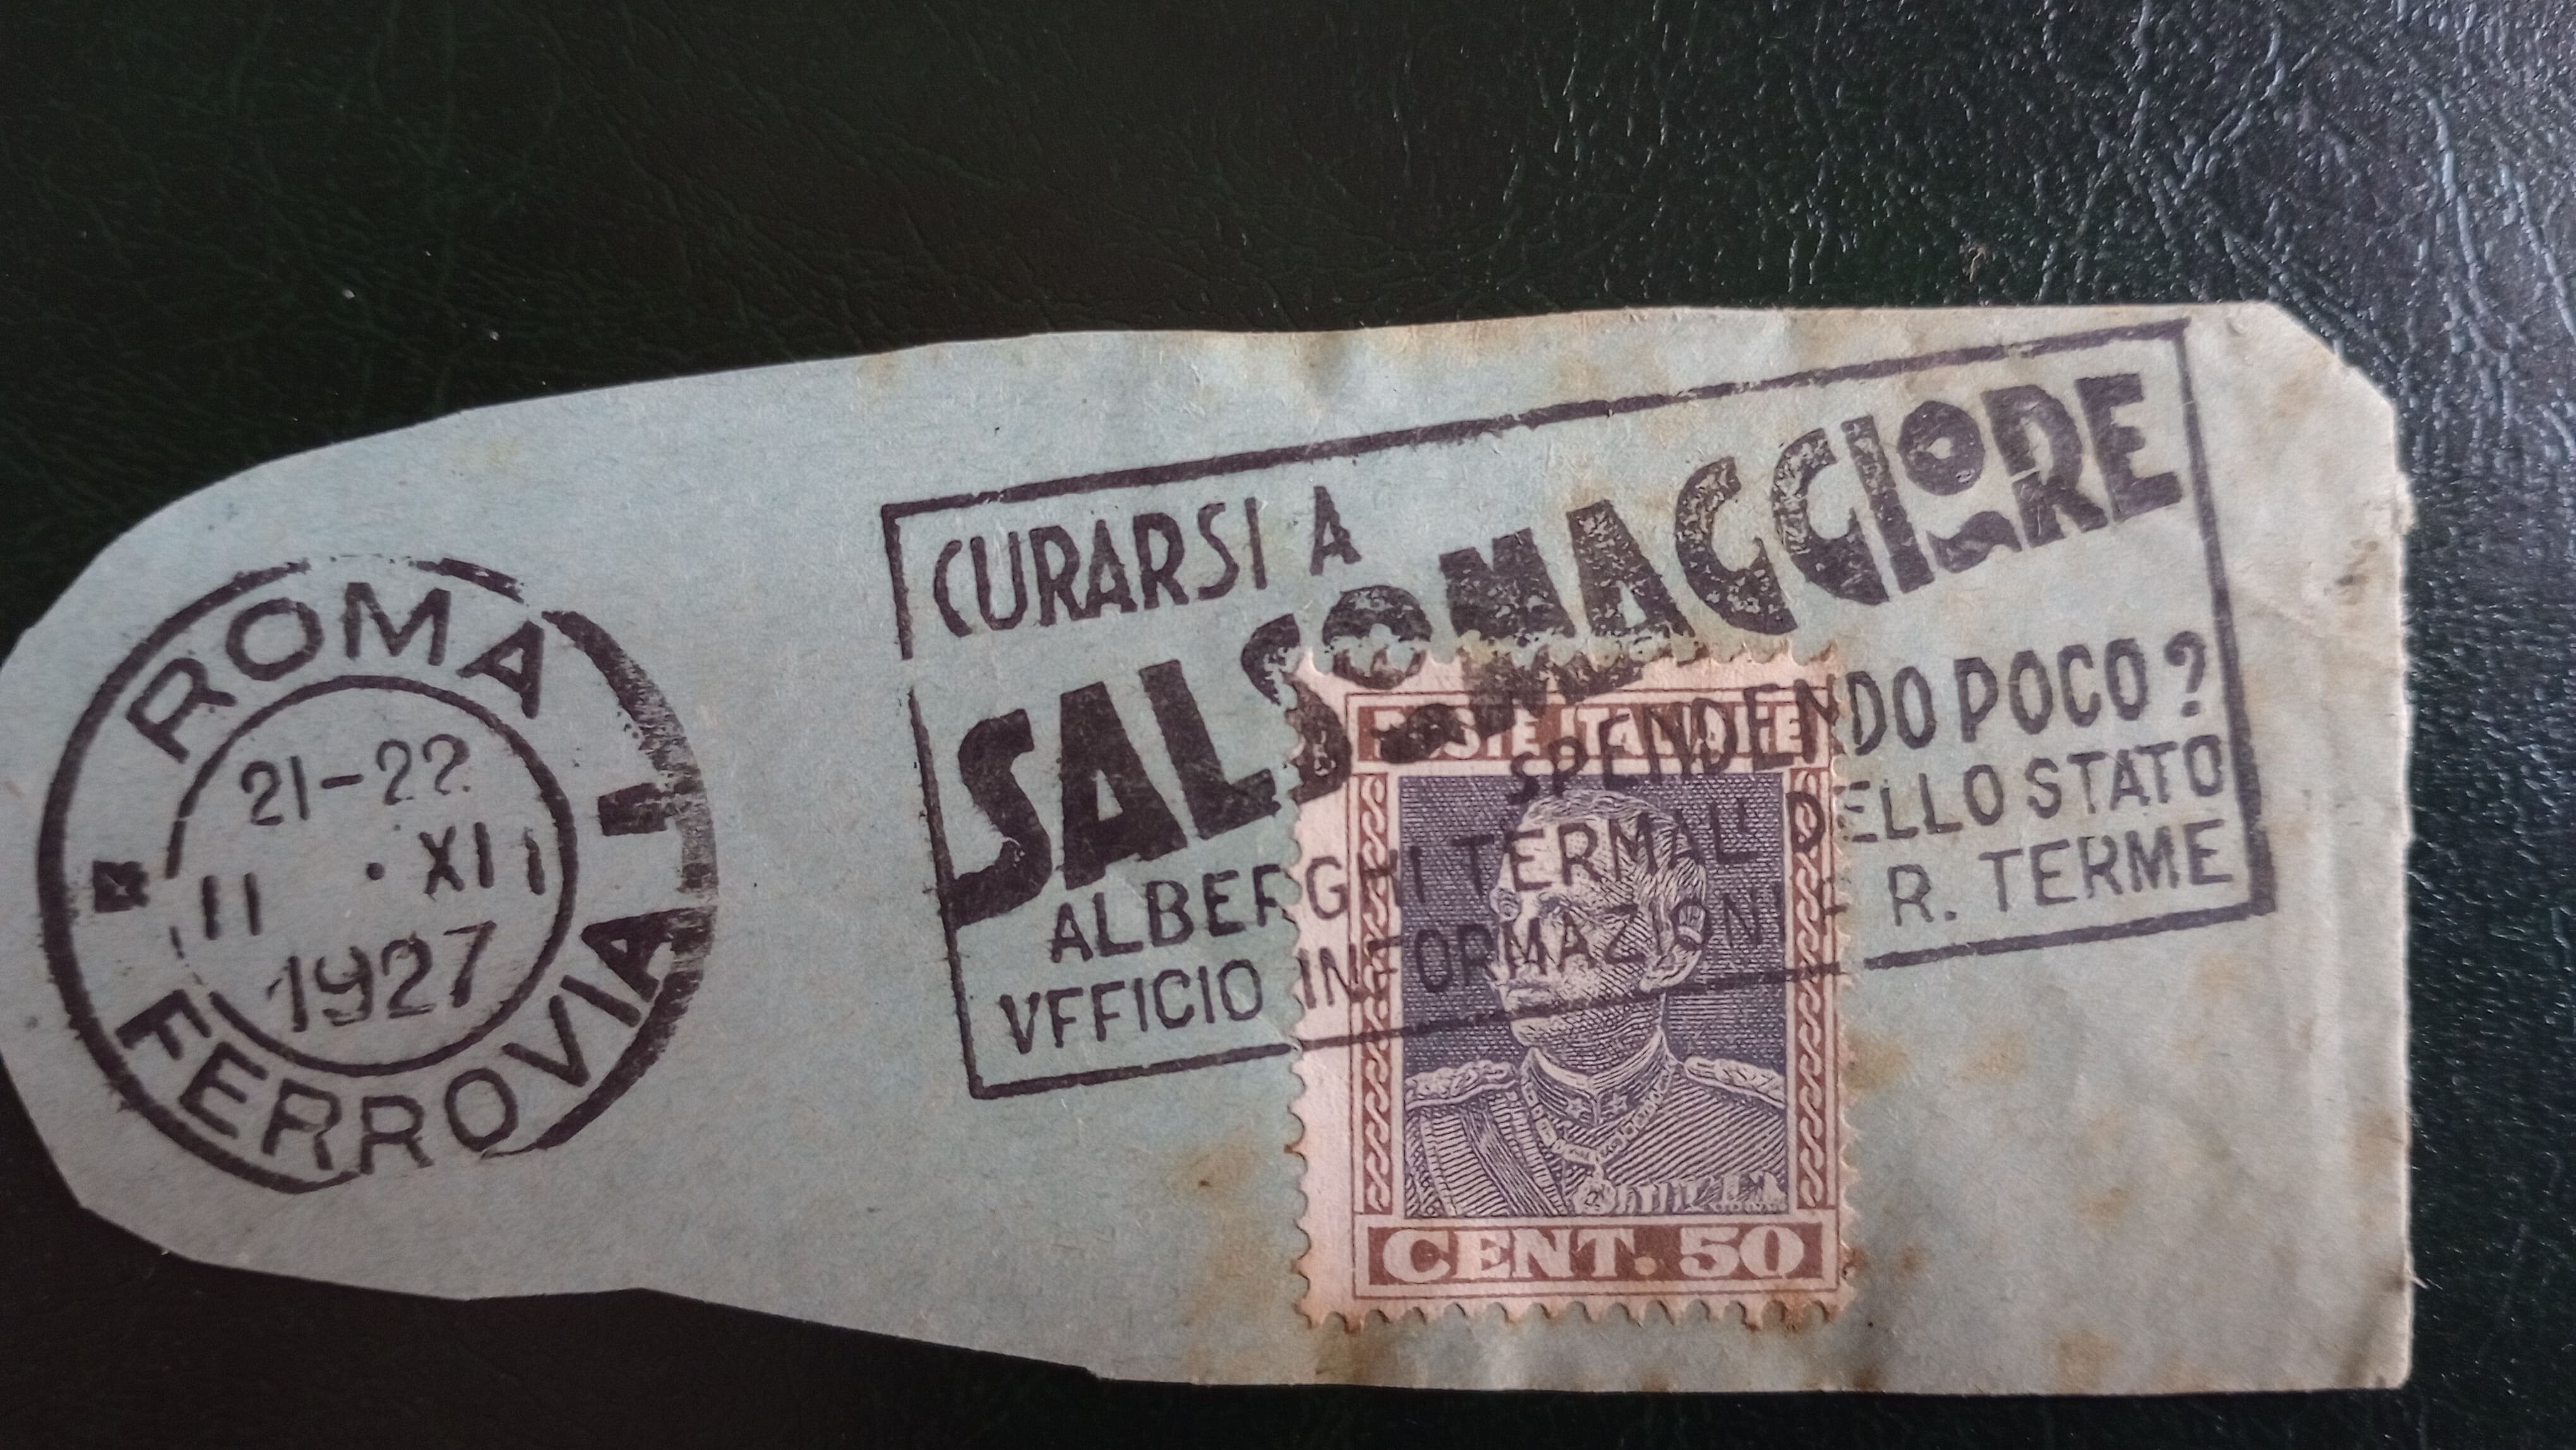 ROMA
21-22
11 · XII
1927
FERROVIA
CURARSI A
SALSOMAGGIORE
SPENDENDO POCO?
ALBERGHI TERMALI DELLO STATO
VFFICIO INFORMAZIONI E R. TERME
POSTE ITALIANE
CENT. 50